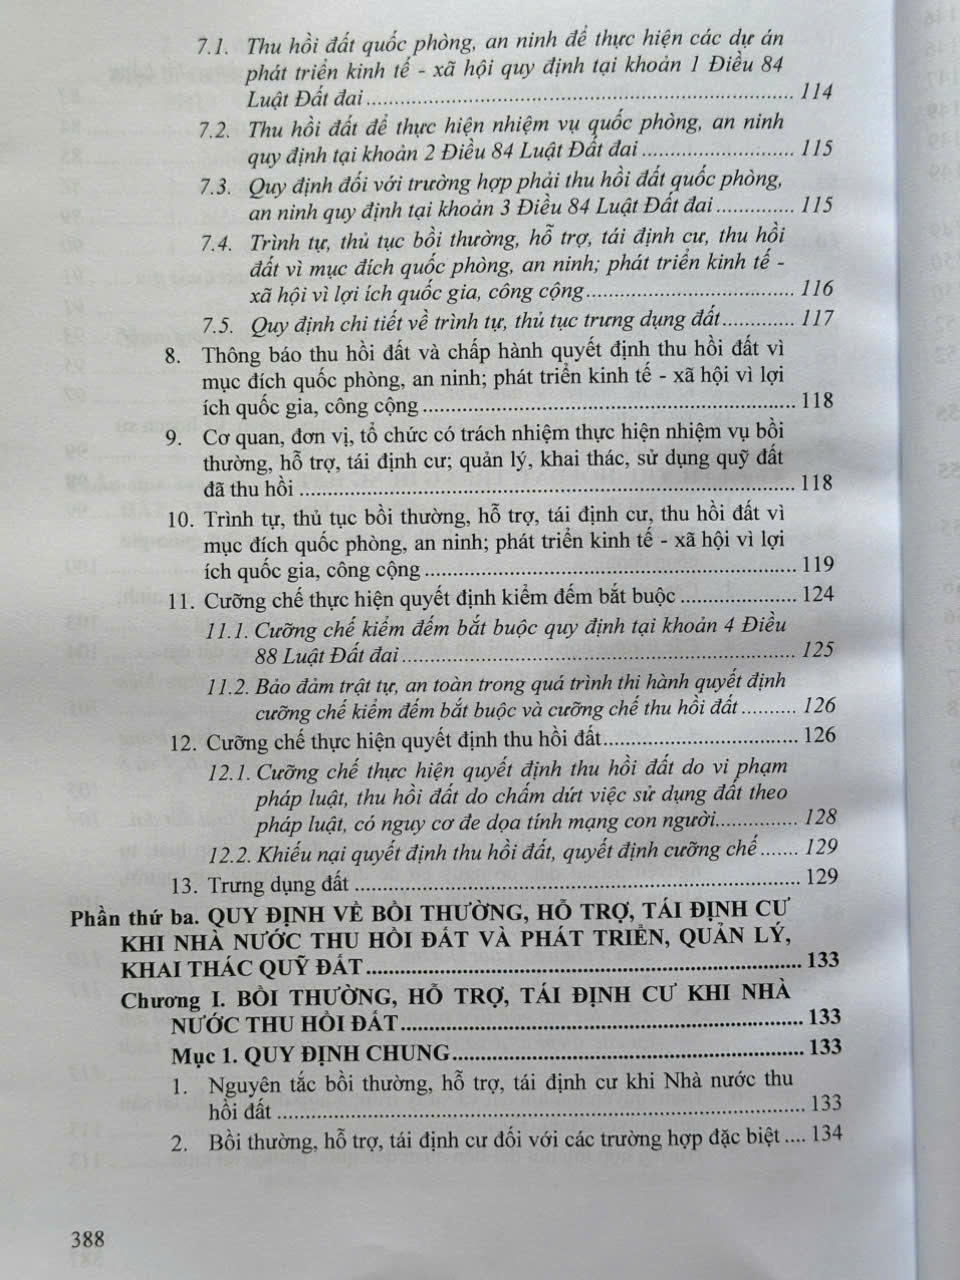 7.1. Thu hồi đất quốc phòng, an ninh để thực hiện các dự án
phát triển kinh tế - xã hội quy định tại khoản 1 Điều 84
Luật Đất đai ........ 114
7.2. Thu hồi đất để thực hiện nhiệm vụ quốc phòng, an ninh
quy định tại khoản 2 Điều 84 Luật Đất đai ........ 115
7.3. Quy định đối với trường hợp phải thu hồi đất quốc phòng,
an ninh quy định tại khoản 3 Điều 84 Luật Đất đai ........ 115
7.4. Trình tự, thủ tục bồi thường, hỗ trợ, tái định cư, thu hồi
đất vì mục đích quốc phòng, an ninh; phát triển kinh tế -
xã hội vì lợi ích quốc gia, công cộng ........ 116
7.5. Quy định chi tiết về trình tự, thủ tục trưng dụng đất ........ 117
8. Thông báo thu hồi đất và chấp hành quyết định thu hồi đất vì
mục đích quốc phòng, an ninh; phát triển kinh tế - xã hội vì lợi
ích quốc gia, công cộng ........ 118
9. Cơ quan, đơn vị, tổ chức có trách nhiệm thực hiện nhiệm vụ bồi
thường, hỗ trợ, tái định cư; quản lý, khai thác, sử dụng quỹ đất
đã thu hồi ........ 118
10. Trình tự, thủ tục bồi thường, hỗ trợ, tái định cư, thu hồi đất vì
mục đích quốc phòng, an ninh; phát triển kinh tế - xã hội vì lợi
ích quốc gia, công cộng ........ 119
11. Cưỡng chế thực hiện quyết định kiểm đếm bắt buộc ........ 124
11.1. Cưỡng chế kiểm đếm bắt buộc quy định tại khoản 4 Điều
88 Luật Đất đai ........ 125
11.2. Bảo đảm trật tự, an toàn trong quá trình thi hành quyết định
cưỡng chế kiểm đếm bắt buộc và cưỡng chế thu hồi đất ........ 126
12. Cưỡng chế thực hiện quyết định thu hồi đất ........ 126
12.1. Cưỡng chế thực hiện quyết định thu hồi đất do vi phạm
pháp luật, thu hồi đất do chấm dứt việc sử dụng đất theo
pháp luật, có nguy cơ đe dọa tính mạng con người ........ 128
12.2. Khiếu nại quyết định thu hồi đất, quyết định cưỡng chế ....... 129
13. Trưng dụng đất ........ 129
Phần thứ ba. QUY ĐỊNH VỀ BỒI THƯỜNG, HỖ TRỢ, TÁI ĐỊNH CƯ
KHI NHÀ NƯỚC THU HỒI ĐẤT VÀ PHÁT TRIỂN, QUẢN LÝ,
KHAI THÁC QUỸ ĐẤT ........ 133
Chương I. BỒI THƯỜNG, HỖ TRỢ, TÁI ĐỊNH CƯ KHI NHÀ
NƯỚC THU HỒI ĐẤT ........ 133
Mục 1. QUY ĐỊNH CHUNG ........ 133
1. Nguyên tắc bồi thường, hỗ trợ, tái định cư khi Nhà nước thu
hồi đất ........ 133
2. Bồi thường, hỗ trợ, tái định cư đối với các trường hợp đặc biệt .... 134
388